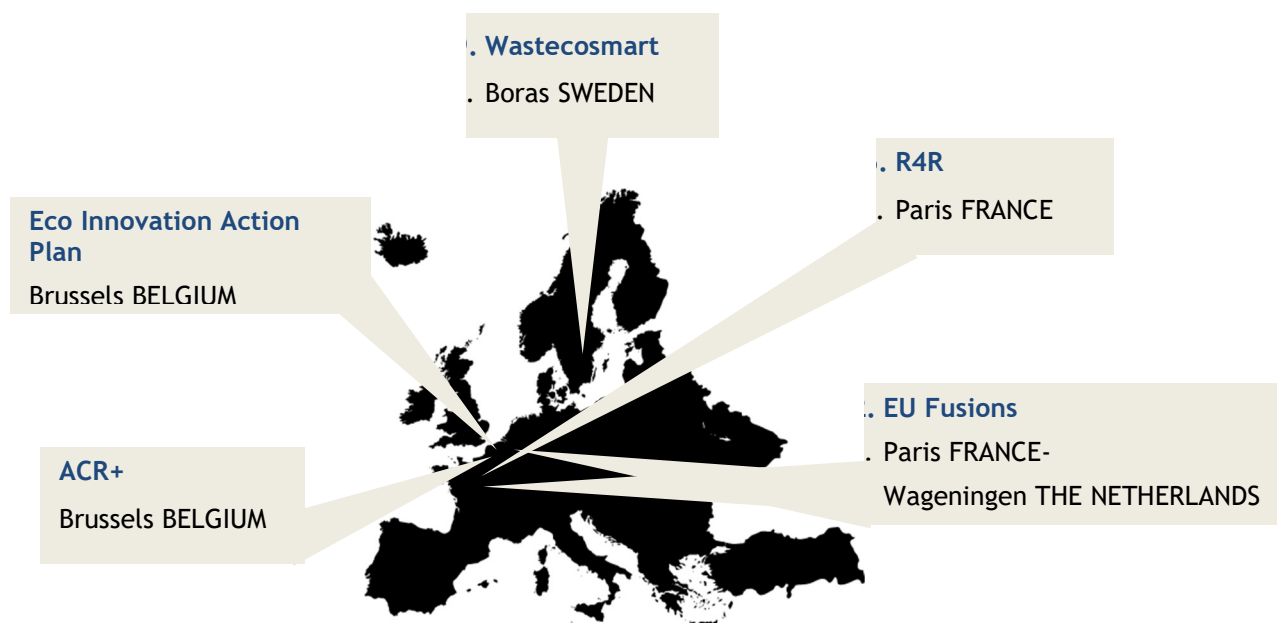 . Wastecosmart
. Boras SWEDEN
. R4R
. Paris FRANCE
Eco Innovation Action
Plan
Brussels BELGIUM
. EU Fusions
. Paris FRANCE-
Wageningen THE NETHERLANDS
ACR+
Brussels BELGIUM